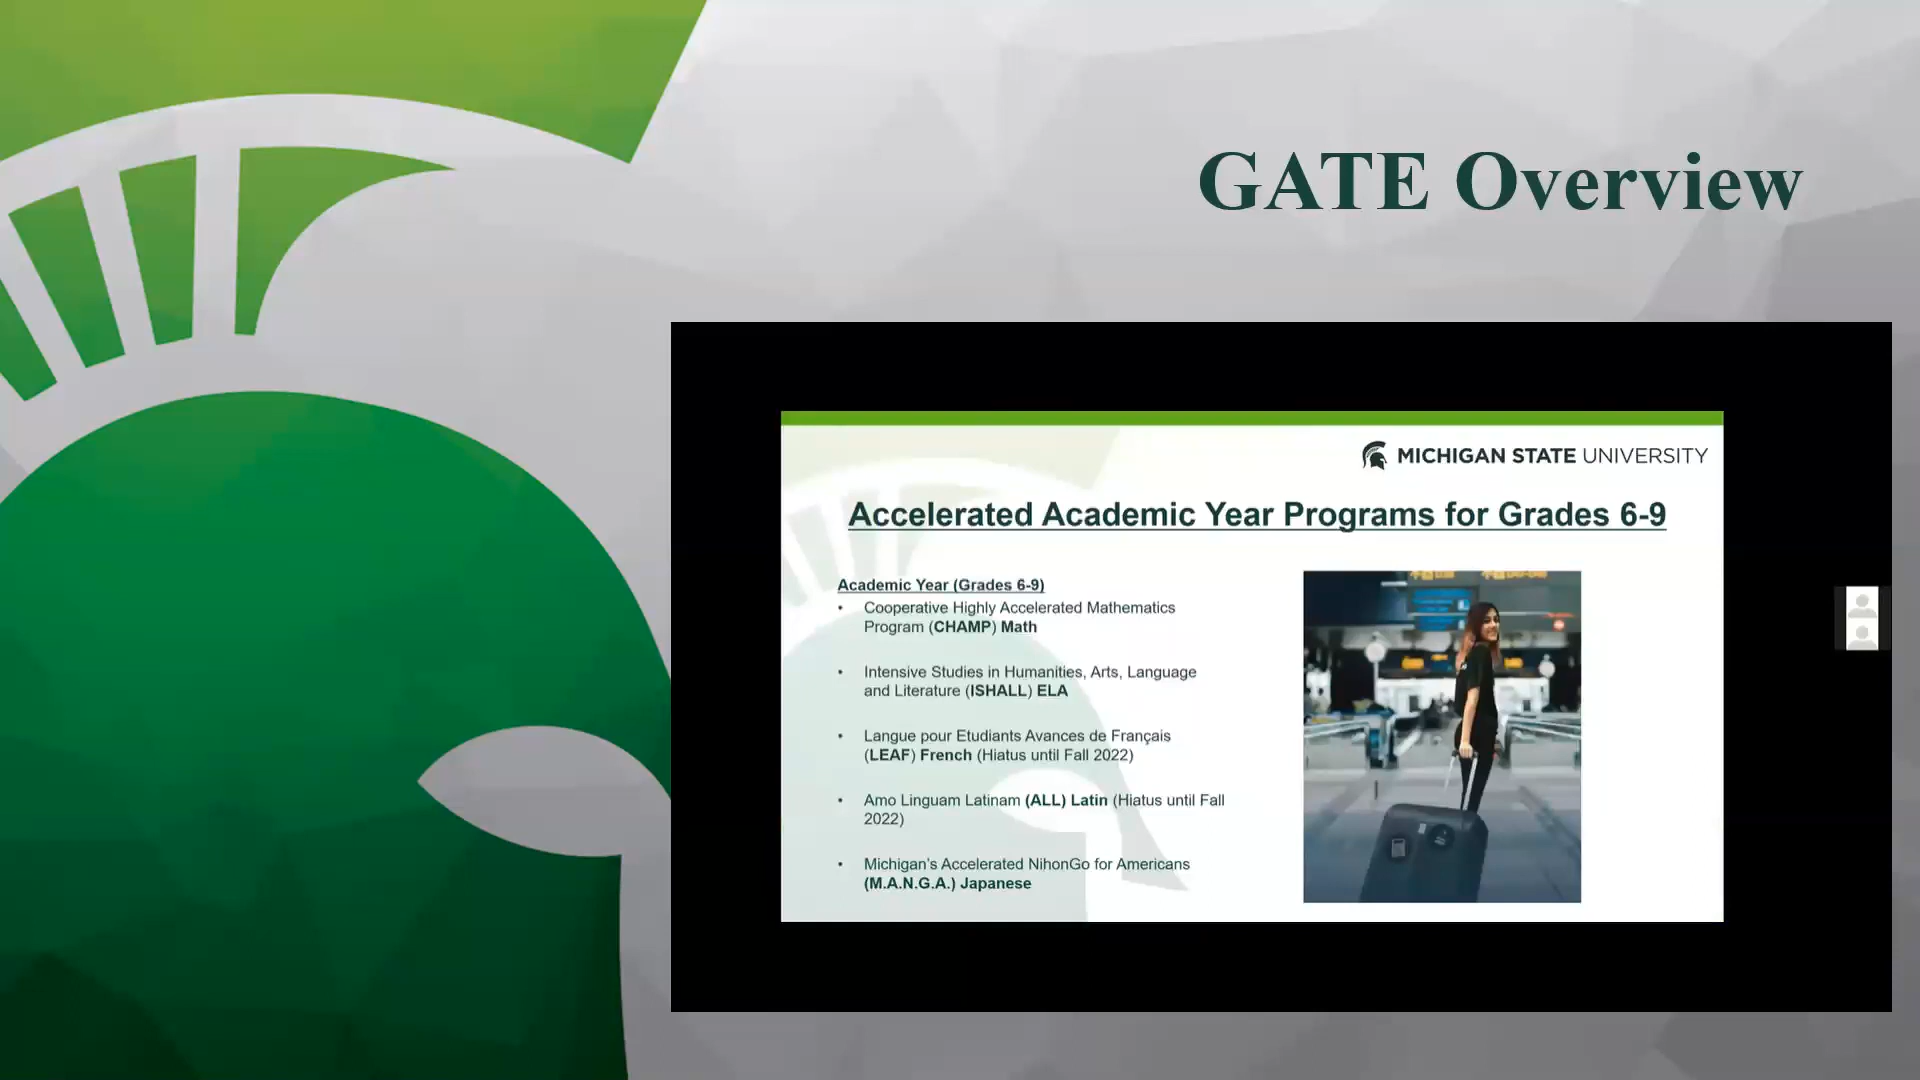 GATE Overview
MICHIGAN STATE UNIVERSITY
Accelerated Academic Year Programs for Grades 6-9
Academic Year (Grades 6-9)
• Cooperative Highly Accelerated Mathematics
Program (CHAMP) Math
• Intensive Studies in Humanities, Arts, Language
and Literature (ISHALL) ELA
• Langue pour Etudiants Avances de Français
(LEAF) French (Hiatus until Fall 2022)
• Amo Linguam Latinam (ALL) Latin (Hiatus until Fall
2022)
• Michigan's Accelerated NihonGo for Americans
(M.A.N.G.A.) Japanese